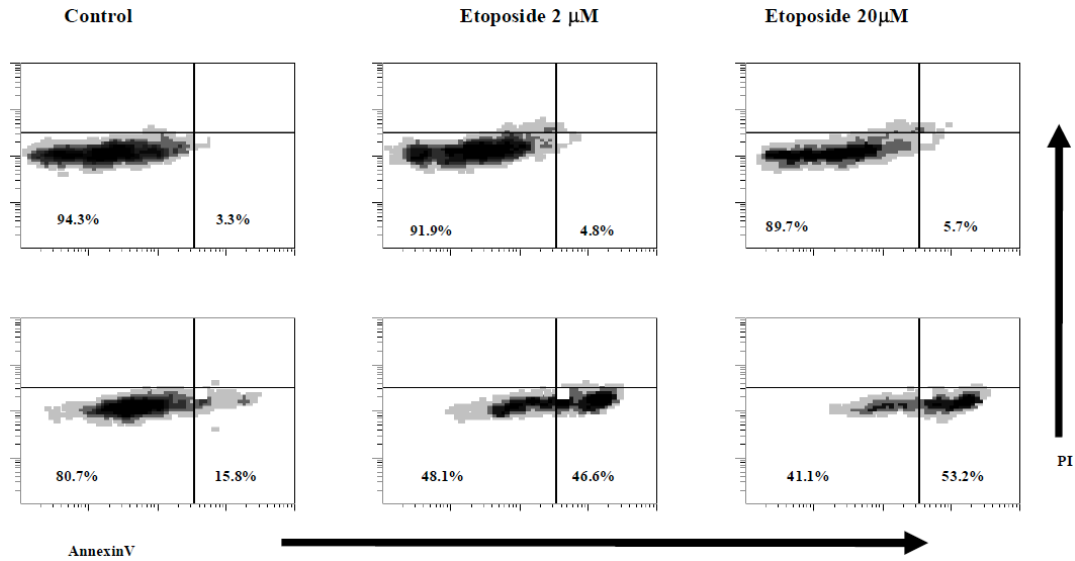 Control Etoposide 2 μM Etoposide 20μM
94.3% 3.3% 91.9% 4.8% 89.7% 5.7%
80.7% 15.8% 48.1% 46.6% 41.1% 53.2%
PI
AnnexinV